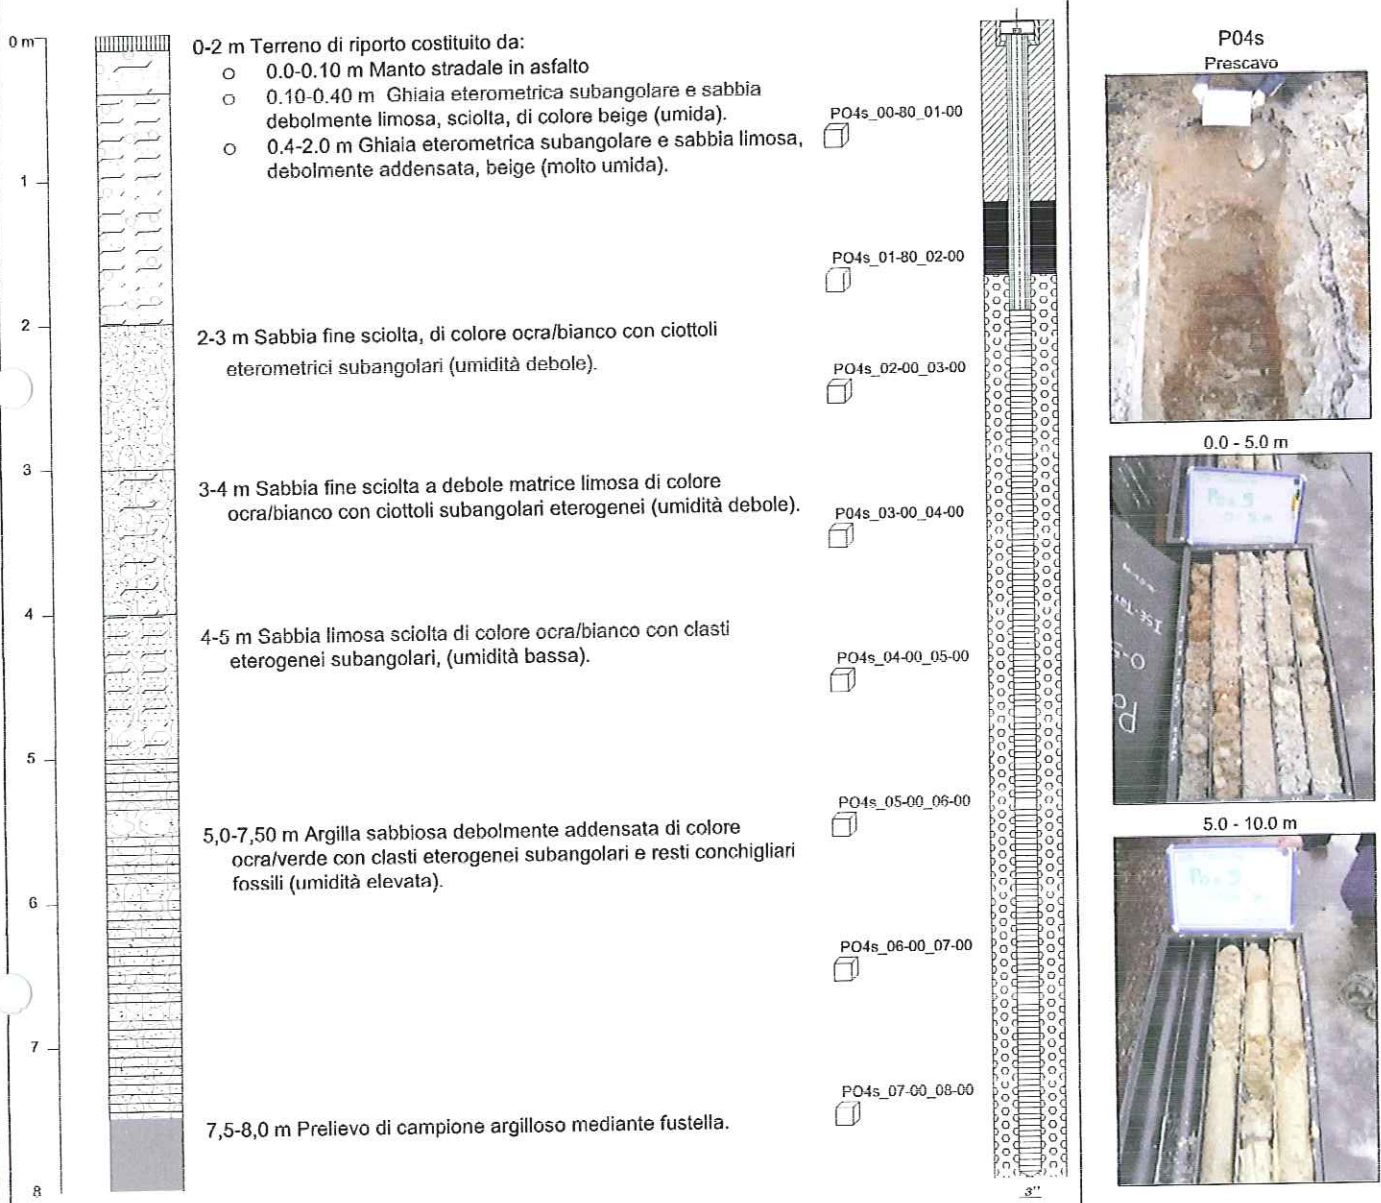 0 m
1
2
3
4
5
6
7
8
0-2 m Terreno di riporto costituito da:
o 0.0-0.10 m Manto stradale in asfalto
o 0.10-0.40 m Ghiaia eterometrica subangolare e sabbia
debolmente limosa, sciolta, di colore beige (umida).
o 0.4-2.0 m Ghiaia eterometrica subangolare e sabbia limosa,
debolmente addensata, beige (molto umida).
2-3 m Sabbia fine sciolta, di colore ocra/bianco con ciottoli
eterometrici subangolari (umidità debole).
3-4 m Sabbia fine sciolta a debole matrice limosa di colore
ocra/bianco con ciottoli subangolari eterogenei (umidità debole).
4-5 m Sabbia limosa sciolta di colore ocra/bianco con clasti
eterogenei subangolari, (umidità bassa).
5,0-7,50 m Argilla sabbiosa debolmente addensata di colore
ocra/verde con clasti eterogenei subangolari e resti conchigliari
fossili (umidità elevata).
7,5-8,0 m Prelievo di campione argilloso mediante fustella.
PO4s_00-80_01-00
PO4s_01-80_02-00
PO4s_02-00_03-00
P04s_03-00_04-00
PO4s_04-00_05-00
PO4s_05-00_06-00
PO4s_06-00_07-00
PO4s_07-00_08-00
3"
P04s
Prescavo
0.0 - 5.0 m
0-5
5.0 - 10.0 m